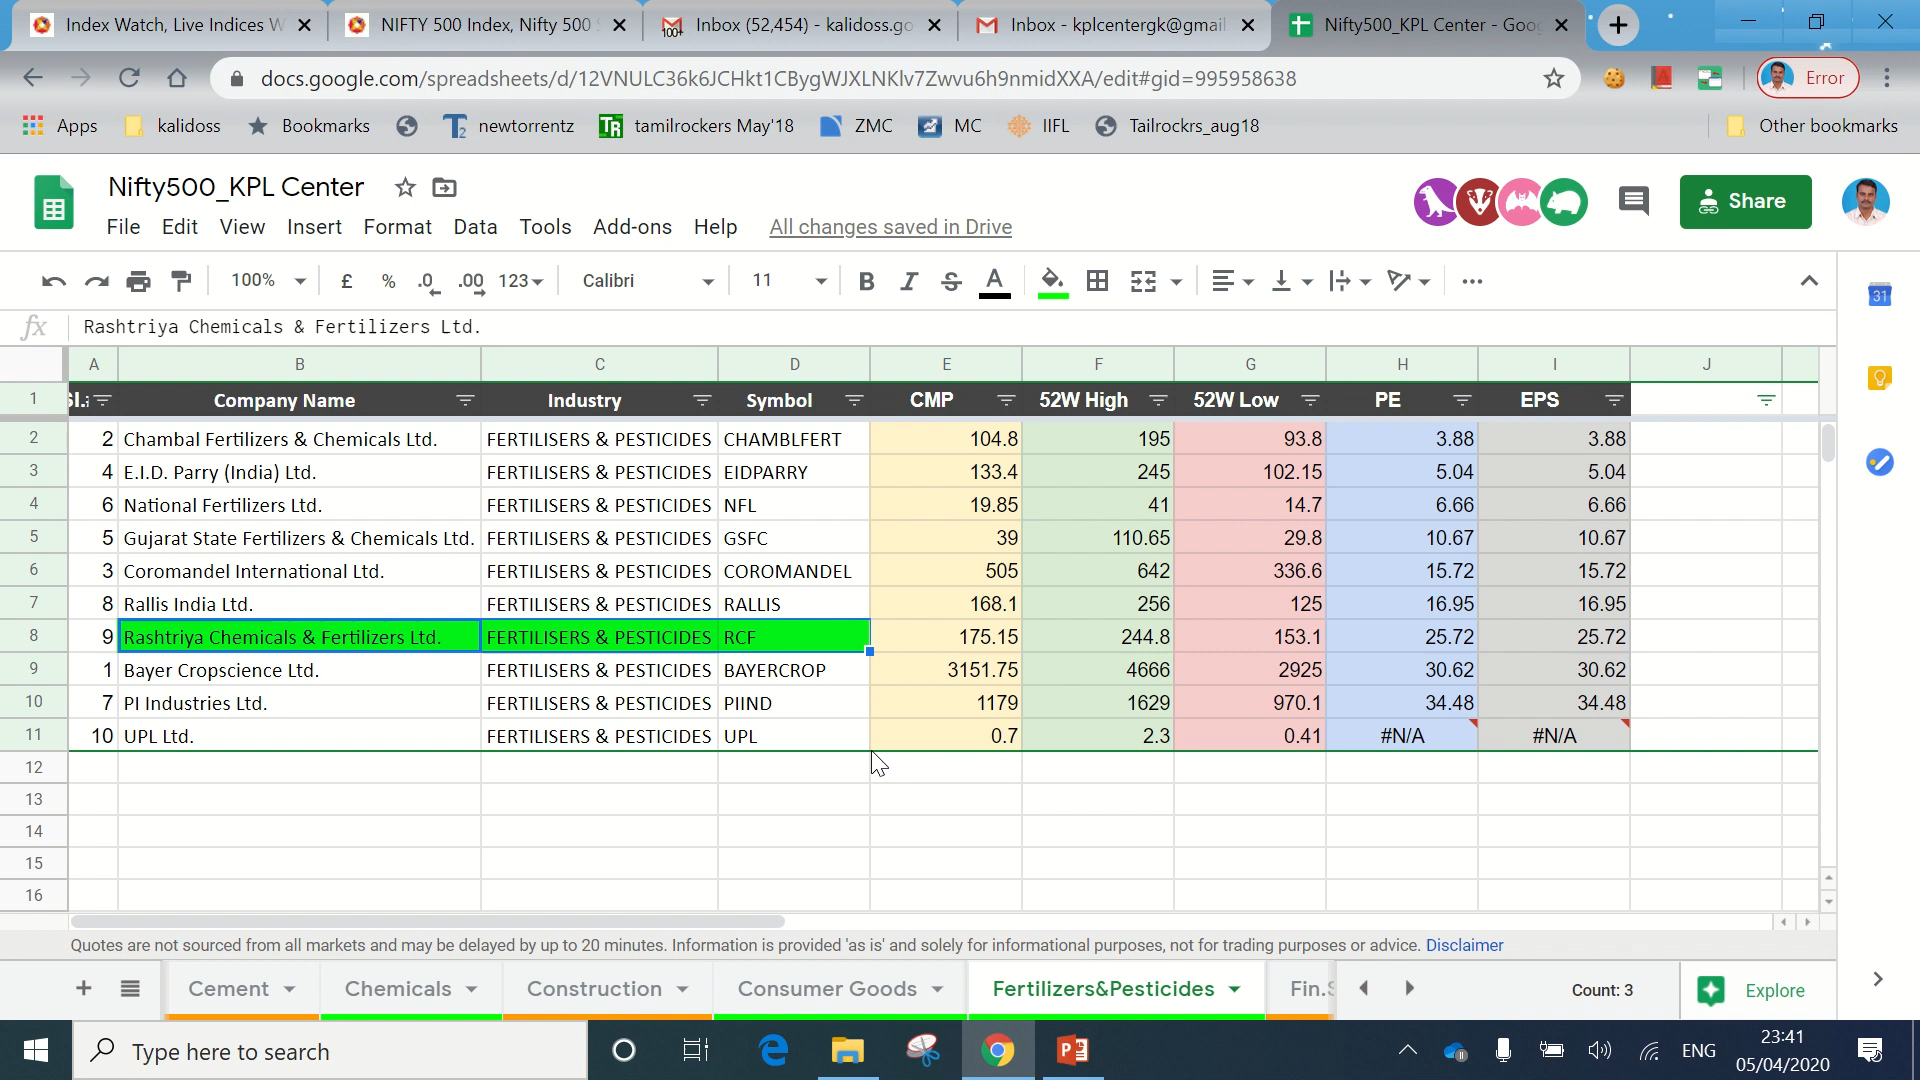 Index Watch, Live Indices W
NIFTY 500 Index, Nifty 500
Inbox (52,454) - kalidoss.go
Inbox - kplcentergk@gmail
Nifty500_KPL Center - Goog
docs.google.com/spreadsheets/d/12VNULC36k6JCHkt1CBygWJXLNKlv7Zwvu6h9nmidXXA/edit#gid=995958638
Error
Apps kalidoss Bookmarks newtorrentz tamilrockers May'18 ZMC MC IIFL Tailrockrs_aug18 Other bookmarks
Nifty500_KPL Center
File Edit View Insert Format Data Tools Add-ons Help All changes saved in Drive
Share
100% £ % .0 .00 123 Calibri 11 B I S A
31
fx Rashtriya Chemicals & Fertilizers Ltd.
A B C D E F G H I J
1 Sl. Company Name Industry Symbol CMP 52W High 52W Low PE EPS
2 2 Chambal Fertilizers & Chemicals Ltd. FERTILISERS & PESTICIDES CHAMBLFERT 104.8 195 93.8 3.88 3.88
3 4 E.I.D. Parry (India) Ltd. FERTILISERS & PESTICIDES EIDPARRY 133.4 245 102.15 5.04 5.04
4 6 National Fertilizers Ltd. FERTILISERS & PESTICIDES NFL 19.85 41 14.7 6.66 6.66
5 5 Gujarat State Fertilizers & Chemicals Ltd. FERTILISERS & PESTICIDES GSFC 39 110.65 29.8 10.67 10.67
6 3 Coromandel International Ltd. FERTILISERS & PESTICIDES COROMANDEL 505 642 336.6 15.72 15.72
7 8 Rallis India Ltd. FERTILISERS & PESTICIDES RALLIS 168.1 256 125 16.95 16.95
8 9 Rashtriya Chemicals & Fertilizers Ltd. FERTILISERS & PESTICIDES RCF 175.15 244.8 153.1 25.72 25.72
9 1 Bayer Cropscience Ltd. FERTILISERS & PESTICIDES BAYERCROP 3151.75 4666 2925 30.62 30.62
10 7 PI Industries Ltd. FERTILISERS & PESTICIDES PIIND 1179 1629 970.1 34.48 34.48
11 10 UPL Ltd. FERTILISERS & PESTICIDES UPL 0.7 2.3 0.41 #N/A #N/A
12
13
14
15
16
Quotes are not sourced from all markets and may be delayed by up to 20 minutes. Information is provided 'as is' and solely for informational purposes, not for trading purposes or advice. Disclaimer
Cement Chemicals Construction Consumer Goods Fertilizers&Pesticides Fin.S Count: 3 Explore
Type here to search
ENG
23:41
05/04/2020